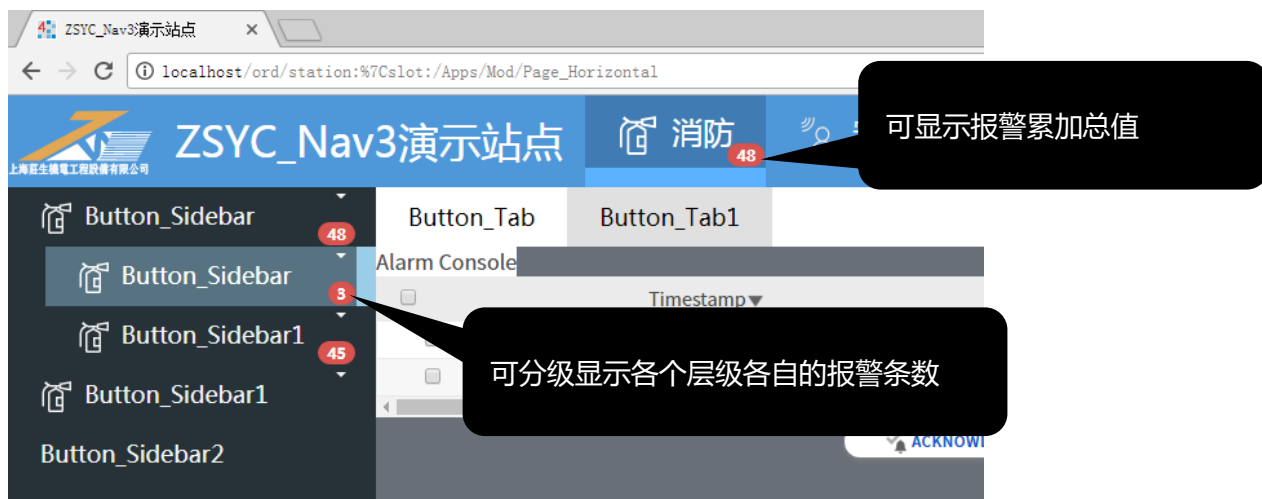 ZSYC_Nav3演示站点
localhost/ord/station:%7Cslot:/Apps/Mod/Page_Horizontal
可显示报警累加总值
ZSYC_Nav3演示站点
消防
48
上海莊生機電工程設備有限公司
Button_Sidebar
48
Button_Tab
Button_Tab1
Button_Sidebar
3
Alarm Console
Timestamp
Button_Sidebar1
45
可分级显示各个层级各自的报警条数
Button_Sidebar1
Button_Sidebar2
ACKNOWL